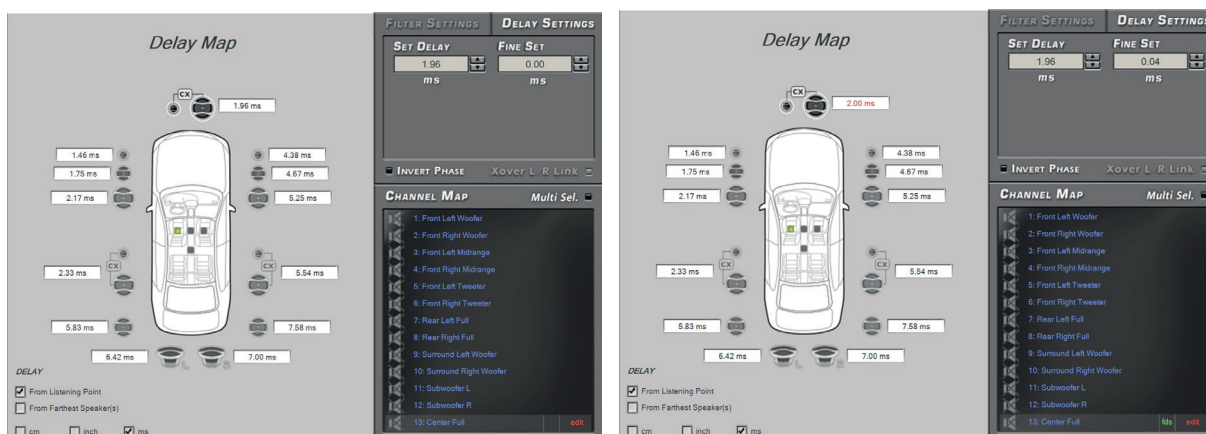 Delay Map
FILTER SETTINGS DELAY SETTINGS
SET DELAY FINE SET
1.96 0.00
ms ms
CX
1.96 ms
1.46 ms 4.38 ms
1.75 ms 4.67 ms
2.17 ms 5.25 ms
CX CX
2.33 ms 5.54 ms
5.83 ms 7.58 ms
L R
6.42 ms 7.00 ms
INVERT PHASE Xover L/R Link
CHANNEL MAP Multi Sel.
1: Front Left Woofer
2: Front Right Woofer
3: Front Left Midrange
4: Front Right Midrange
5: Front Left Tweeter
6: Front Right Tweeter
7: Rear Left Full
8: Rear Right Full
9: Surround Left Woofer
10: Surround Right Woofer
11: Subwoofer L
12: Subwoofer R
13: Center Full edit
DELAY
From Listening Point
From Farthest Speaker(s)
cm inch ms
Delay Map
FILTER SETTINGS DELAY SETTINGS
SET DELAY FINE SET
1.96 0.04
ms ms
CX
2.00 ms
1.46 ms 4.38 ms
1.75 ms 4.67 ms
2.17 ms 5.25 ms
CX CX
2.33 ms 5.54 ms
5.83 ms 7.58 ms
L R
6.42 ms 7.00 ms
INVERT PHASE Xover L/R Link
CHANNEL MAP Multi Sel.
1: Front Left Woofer
2: Front Right Woofer
3: Front Left Midrange
4: Front Right Midrange
5: Front Left Tweeter
6: Front Right Tweeter
7: Rear Left Full
8: Rear Right Full
9: Surround Left Woofer
10: Surround Right Woofer
11: Subwoofer L
12: Subwoofer R
13: Center Full fds edit
DELAY
From Listening Point
From Farthest Speaker(s)
cm inch ms